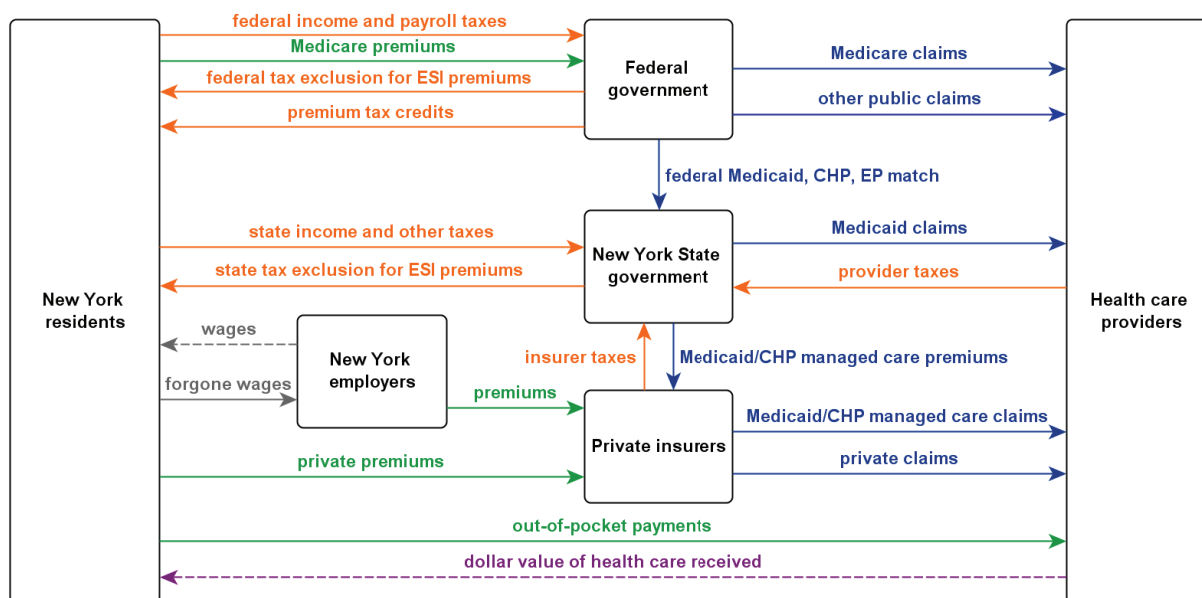 federal income and payroll taxes
Medicare premiums
federal tax exclusion for ESI premiums
premium tax credits
Federal
government
Medicare claims
other public claims
federal Medicaid, CHP, EP match
state income and other taxes
state tax exclusion for ESI premiums
New York State
government
Medicaid claims
provider taxes
New York
residents
Health care
providers
wages
forgone wages
New York
employers
insurer taxes
Medicaid/CHP managed care premiums
premiums
private premiums
Private insurers
Medicaid/CHP managed care claims
private claims
out-of-pocket payments
dollar value of health care received